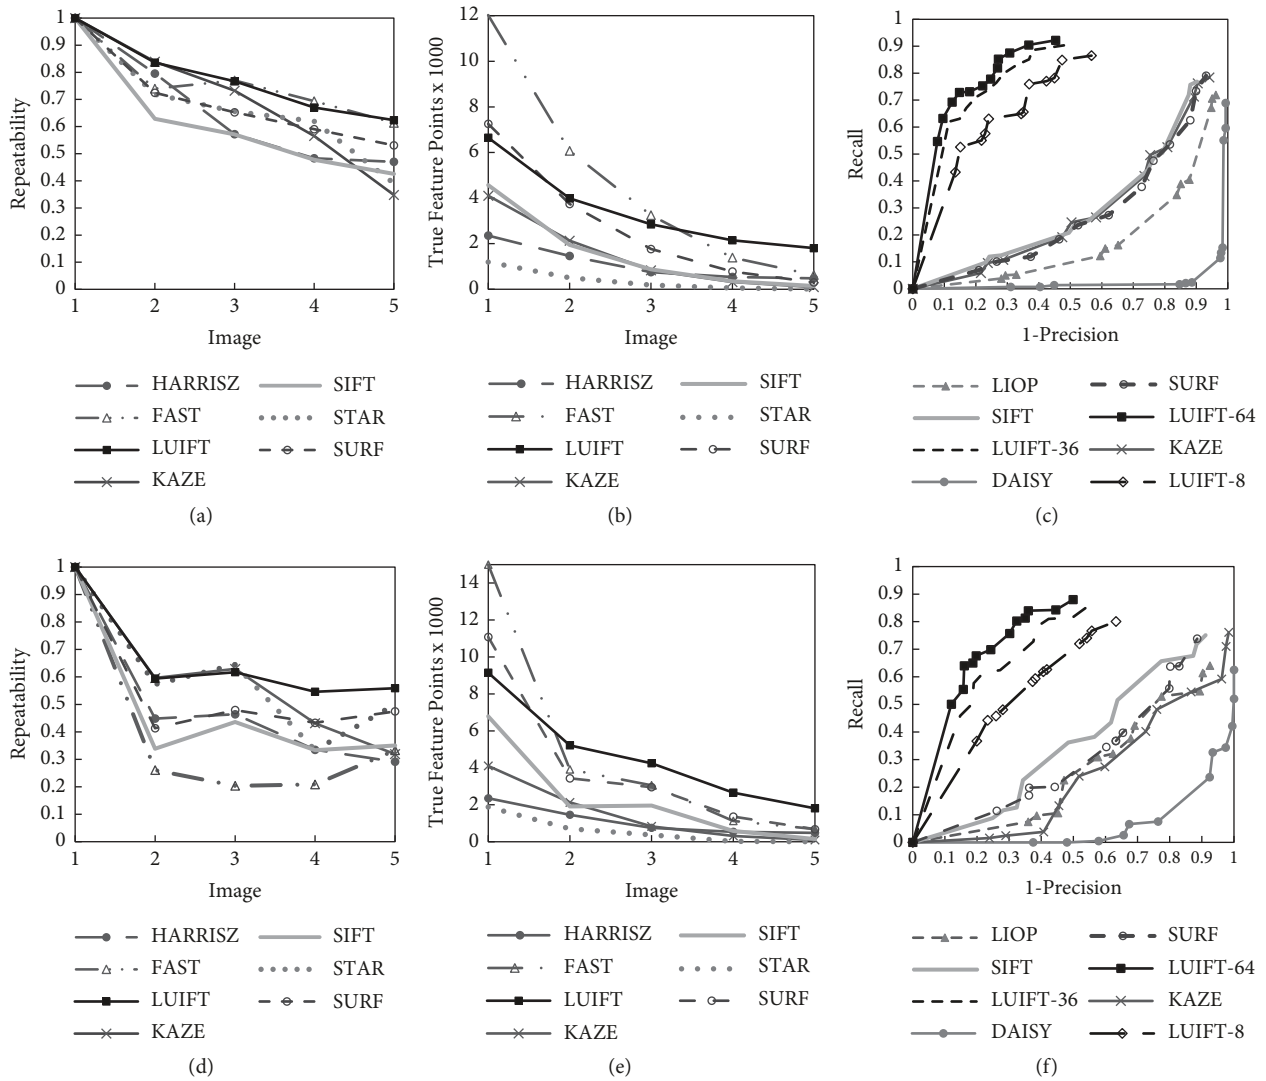 1
0.9
0.8
0.7
0.6
0.5
0.4
0.3
0.2
0.1
0
Repeatability
1 2 3 4 5
Image
HARRISZ SIFT
FAST STAR
LUIFT SURF
KAZE
(a)
12
10
8
6
4
2
0
True Feature Points x 1000
1 2 3 4 5
Image
HARRISZ SIFT
FAST STAR
LUIFT SURF
KAZE
(b)
1
0.9
0.8
0.7
0.6
0.5
0.4
0.3
0.2
0.1
0
Recall
0 0.1 0.2 0.3 0.4 0.5 0.6 0.7 0.8 0.9 1
1-Precision
LIOP SURF
SIFT LUIFT-64
LUIFT-36 KAZE
DAISY LUIFT-8
(c)
1
0.9
0.8
0.7
0.6
0.5
0.4
0.3
0.2
0.1
0
Repeatability
1 2 3 4 5
Image
HARRISZ SIFT
FAST STAR
LUIFT SURF
KAZE
(d)
14
12
10
8
6
4
2
0
True Feature Points x 1000
1 2 3 4 5
Image
HARRISZ SIFT
FAST STAR
LUIFT SURF
KAZE
(e)
1
0.9
0.8
0.7
0.6
0.5
0.4
0.3
0.2
0.1
0
Recall
0 0.1 0.2 0.3 0.4 0.5 0.6 0.7 0.8 0.9 1
1-Precision
LIOP SURF
SIFT LUIFT-64
LUIFT-36 KAZE
DAISY LUIFT-8
(f)